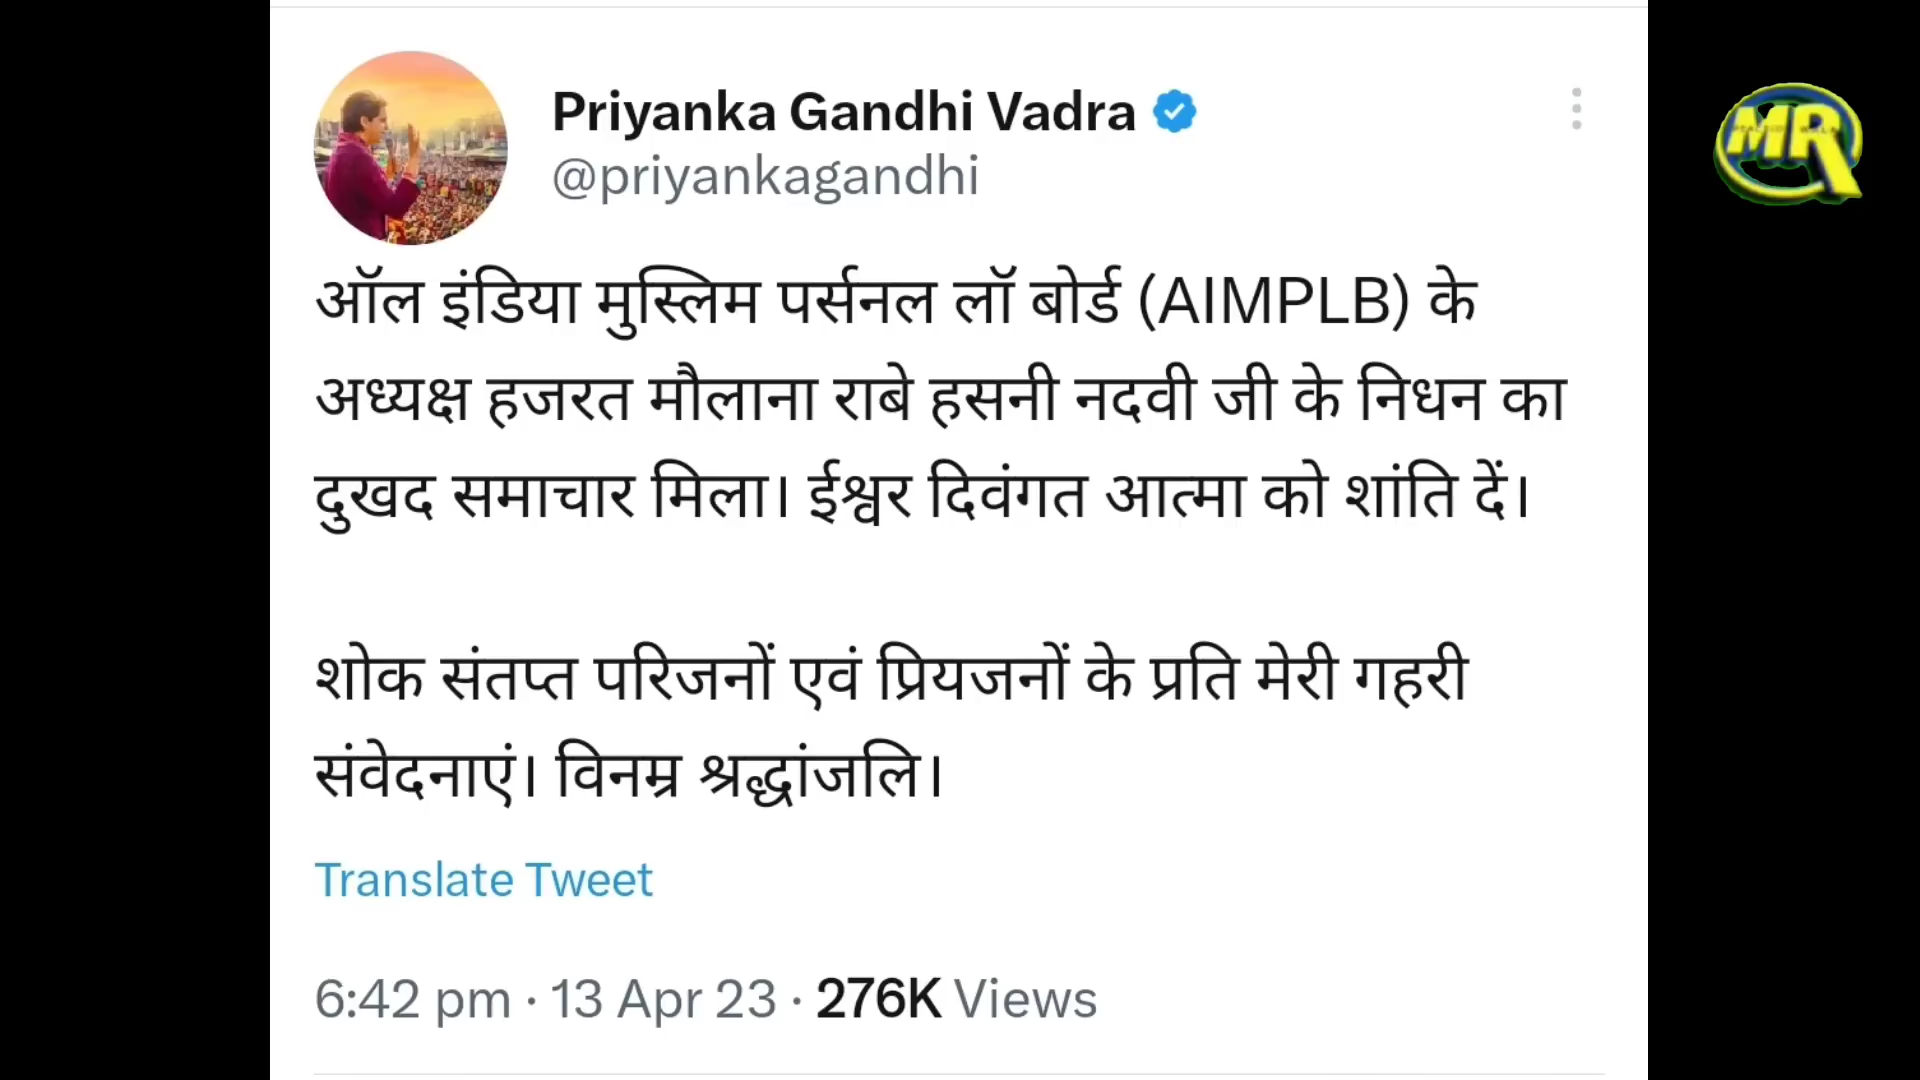 Priyanka Gandhi Vadra
@priyankagandhi
MR
ऑल इंडिया मुस्लिम पर्सनल लॉ बोर्ड (AIMPLB) के
अध्यक्ष हजरत मौलाना राबे हसनी नदवी जी के निधन का
दुखद समाचार मिला। ईश्वर दिवंगत आत्मा को शांति दें।
शोक संतप्त परिजनों एवं प्रियजनों के प्रति मेरी गहरी
संवेदनाएं। विनम्र श्रद्धांजलि।
Translate Tweet
6:42 pm · 13 Apr 23 · 276K Views